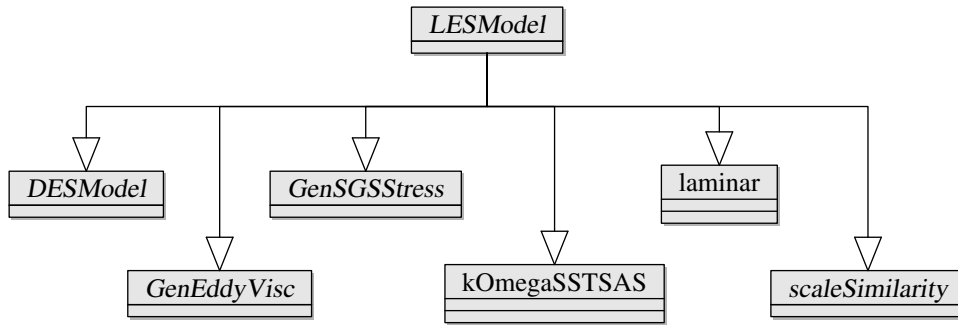 LESModel
DESModel
GenSGSStress
laminar
GenEddyVisc
kOmegaSSTSAS
scaleSimilarity